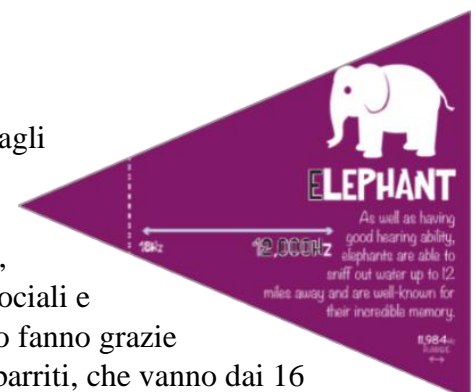 agli
ELEPHANT
As well as having
good hearing ability,
elephants are able to
sniff out water up to 12
miles away and are well-known for
their incredible memory.
16Hz
12,000Hz
11,984Hz
RANGE
,
ociali e
o fanno grazie
barriti, che vanno dai 16